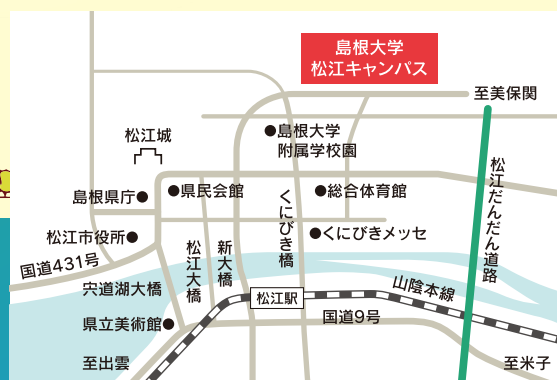 島根大学
松江キャンパス
至美保関
松江城
●島根大学
附属学校園
松江だんだん道路
島根県庁●
●県民会館
●総合体育館
くにびき橋
松江市役所●
●くにびきメッセ
松江大橋
新大橋
国道431号
宍道湖大橋
松江駅
山陰本線
県立美術館●
国道9号
至出雲
至米子